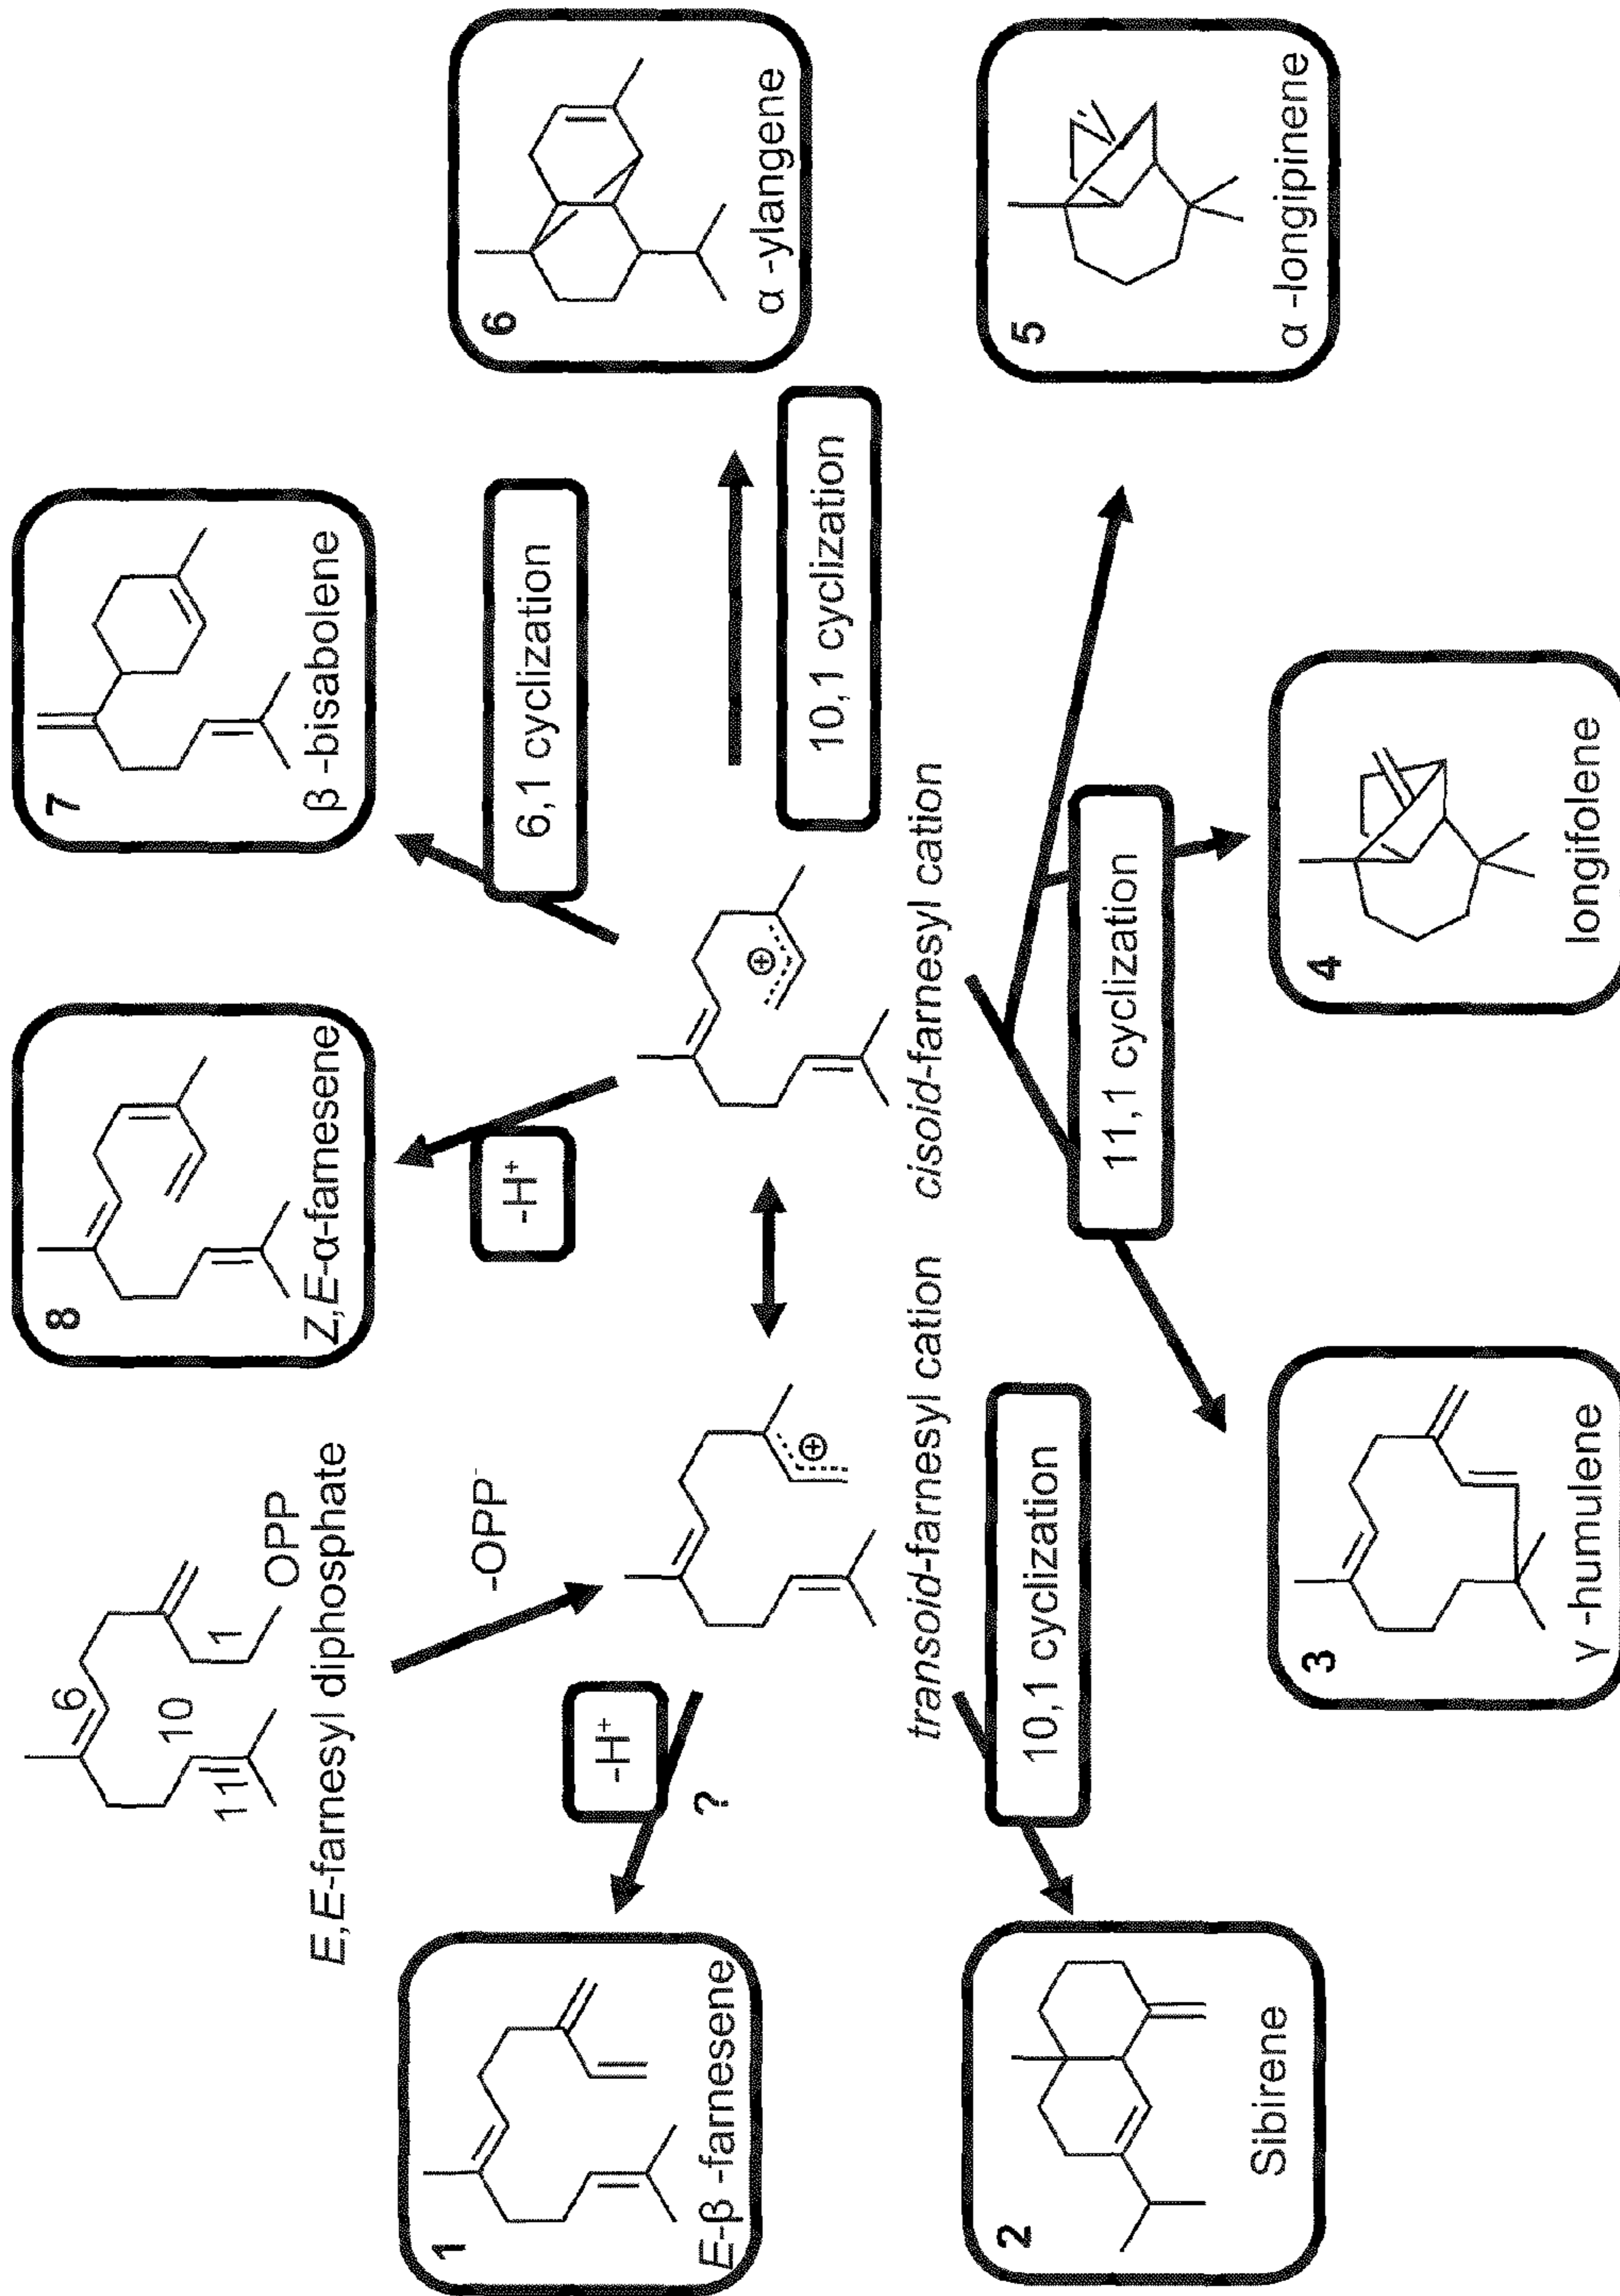 E,E-farnesyl diphosphate
6
10
11
1
OPP
-OPP⁻
1
E-β -farnesene
-H⁺
?
transoid-farnesyl cation
⊕
10,1 cyclization
2
Sibirene
8
Z,E-α-farnesene
-H⁺
cisoid-farnesyl cation
⊕
7
β -bisabolene
6,1 cyclization
10,1 cyclization
6
α -ylangene
11,1 cyclization
3
γ -humulene
4
longifolene
5
α -longipinene